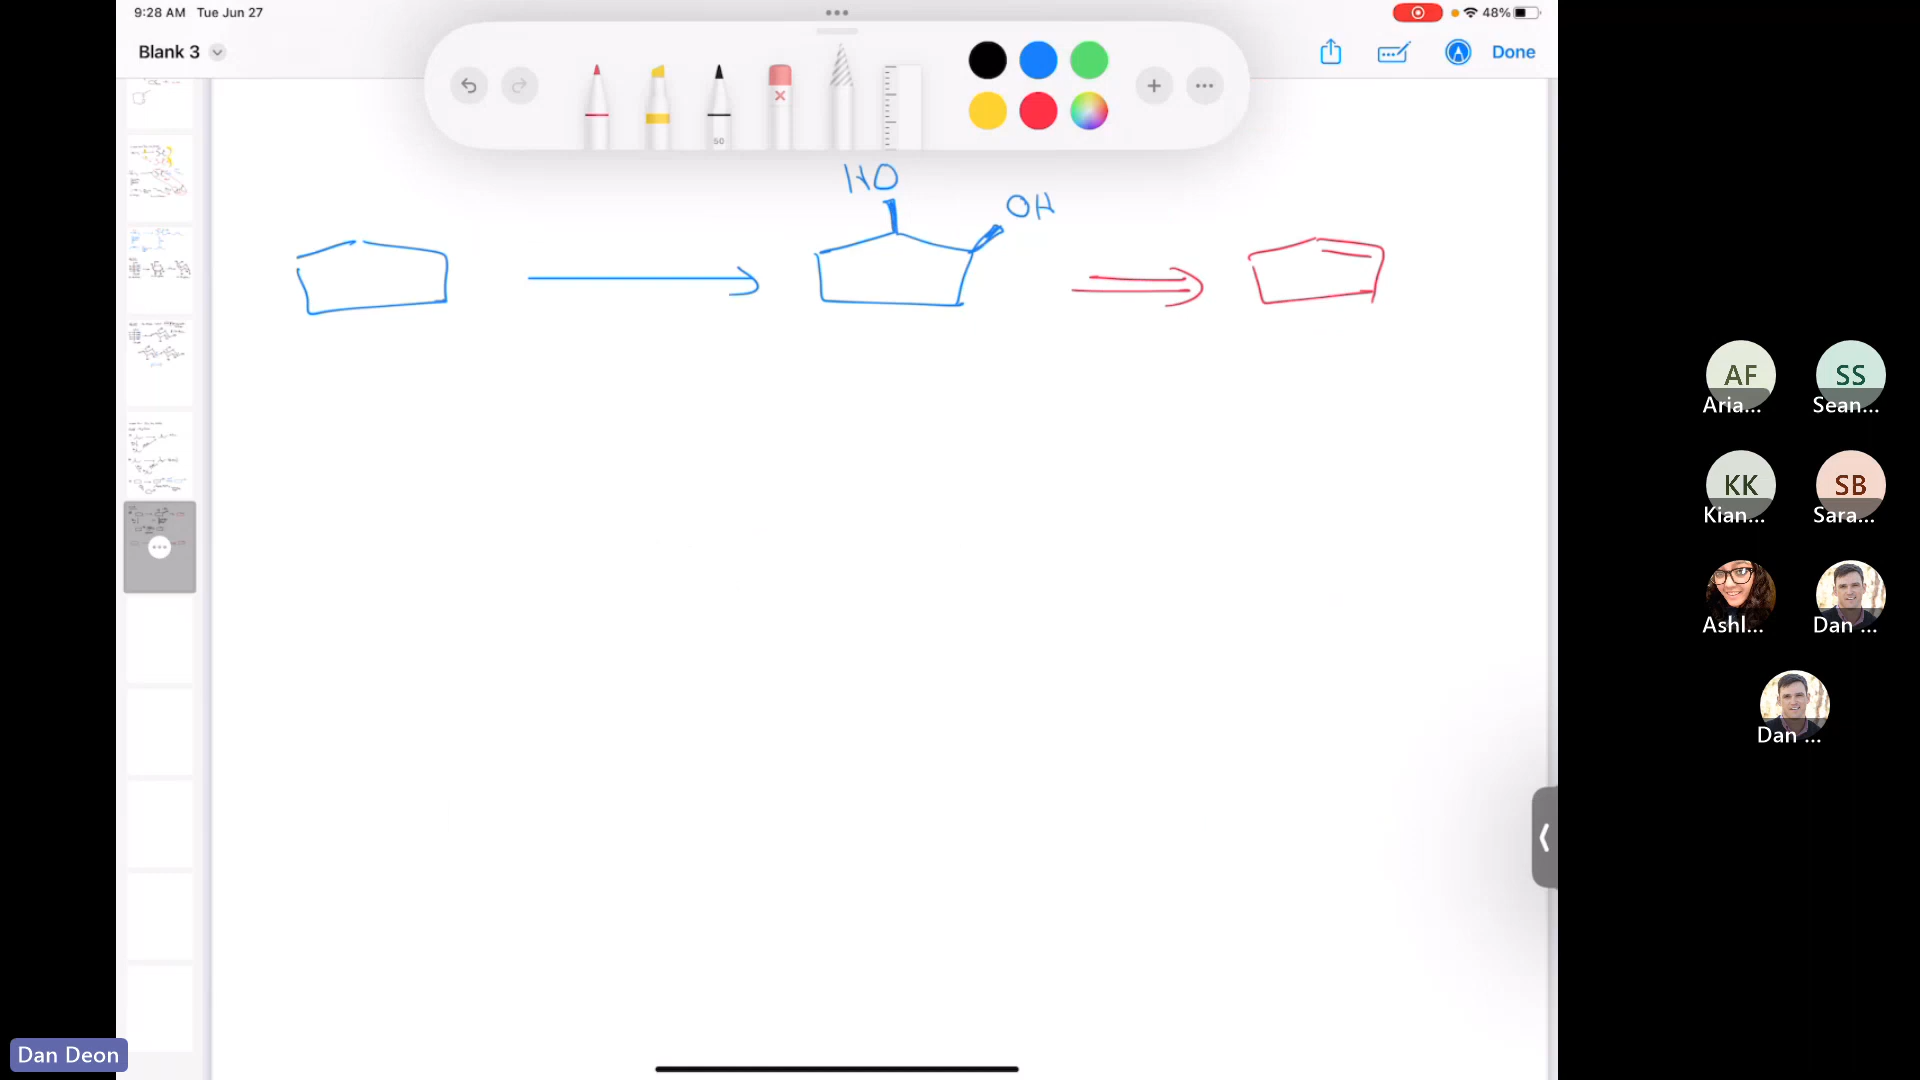 9:28 AM Tue Jun 27
48%
Blank 3
Done
50
HO
OH
AF
Aria...
SS
Sean...
KK
Kian...
SB
Sara...
Ashl...
Dan ...
Dan ...
Dan Deon